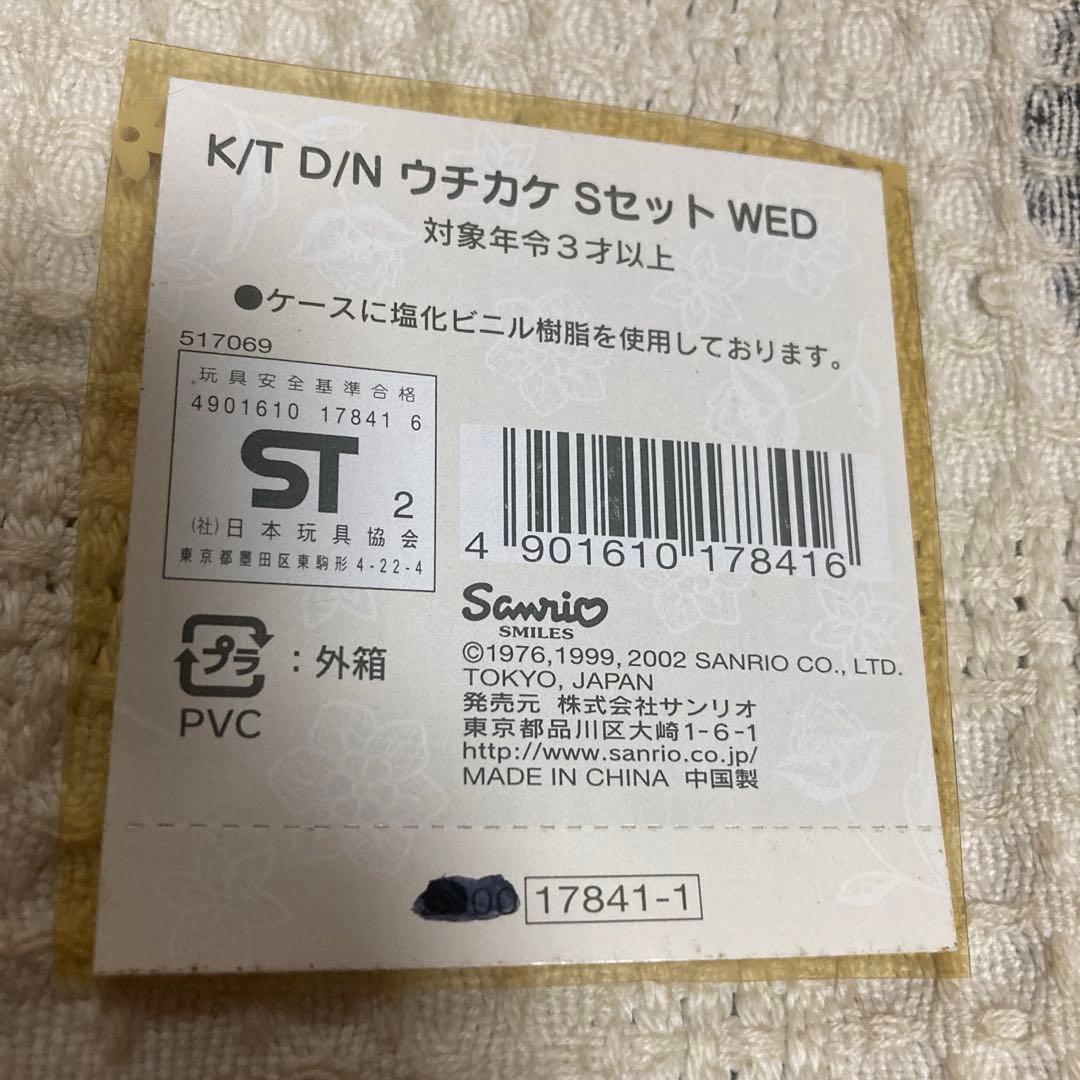 K/T D/N ウチカケ Sセット WED
対象年令3才以上
●ケースに塩化ビニル樹脂を使用しております。
517069
玩具安全基準合格
4901610 17841 6
ST 2
(社)日本玩具協会
東京都墨田区東駒形4-22-4
4 901610 178416
プラ : 外箱
PVC
Sanrio
SMILES
©1976,1999,2002 SANRIO CO., LTD.
TOKYO, JAPAN
発売元 株式会社サンリオ
東京都品川区大崎1-6-1
http://www.sanrio.co.jp/
MADE IN CHINA 中国製
00 17841-1